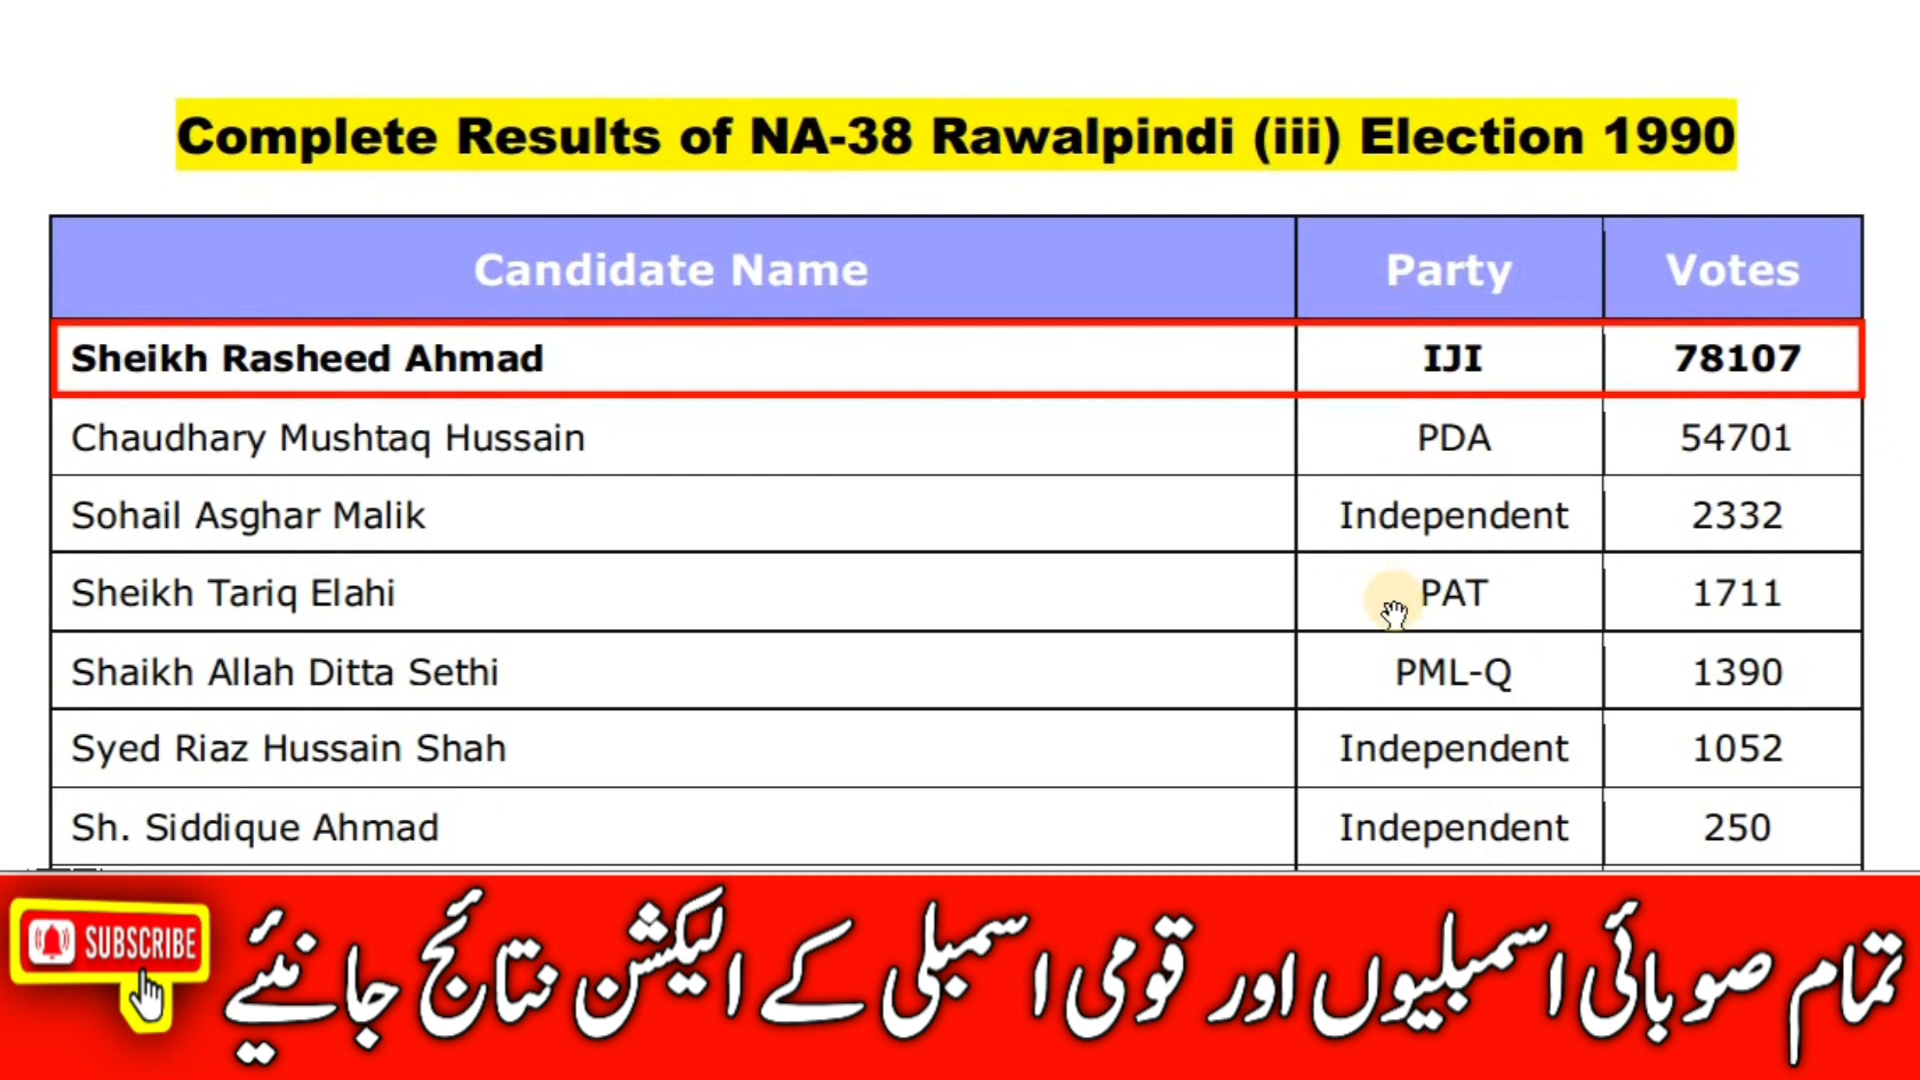 Complete Results of NA-38 Rawalpindi (iii) Election 1990
Candidate Name Party Votes
Sheikh Rasheed Ahmad IJI 78107
Chaudhary Mushtaq Hussain PDA 54701
Sohail Asghar Malik Independent 2332
Sheikh Tariq Elahi PAT 1711
Shaikh Allah Ditta Sethi PML-Q 1390
Syed Riaz Hussain Shah Independent 1052
Sh. Siddique Ahmad Independent 250
SUBSCRIBE
تمام صوبائی اسمبلیوں اور قومی اسمبلی کے الیکشن نتائج جانئیے